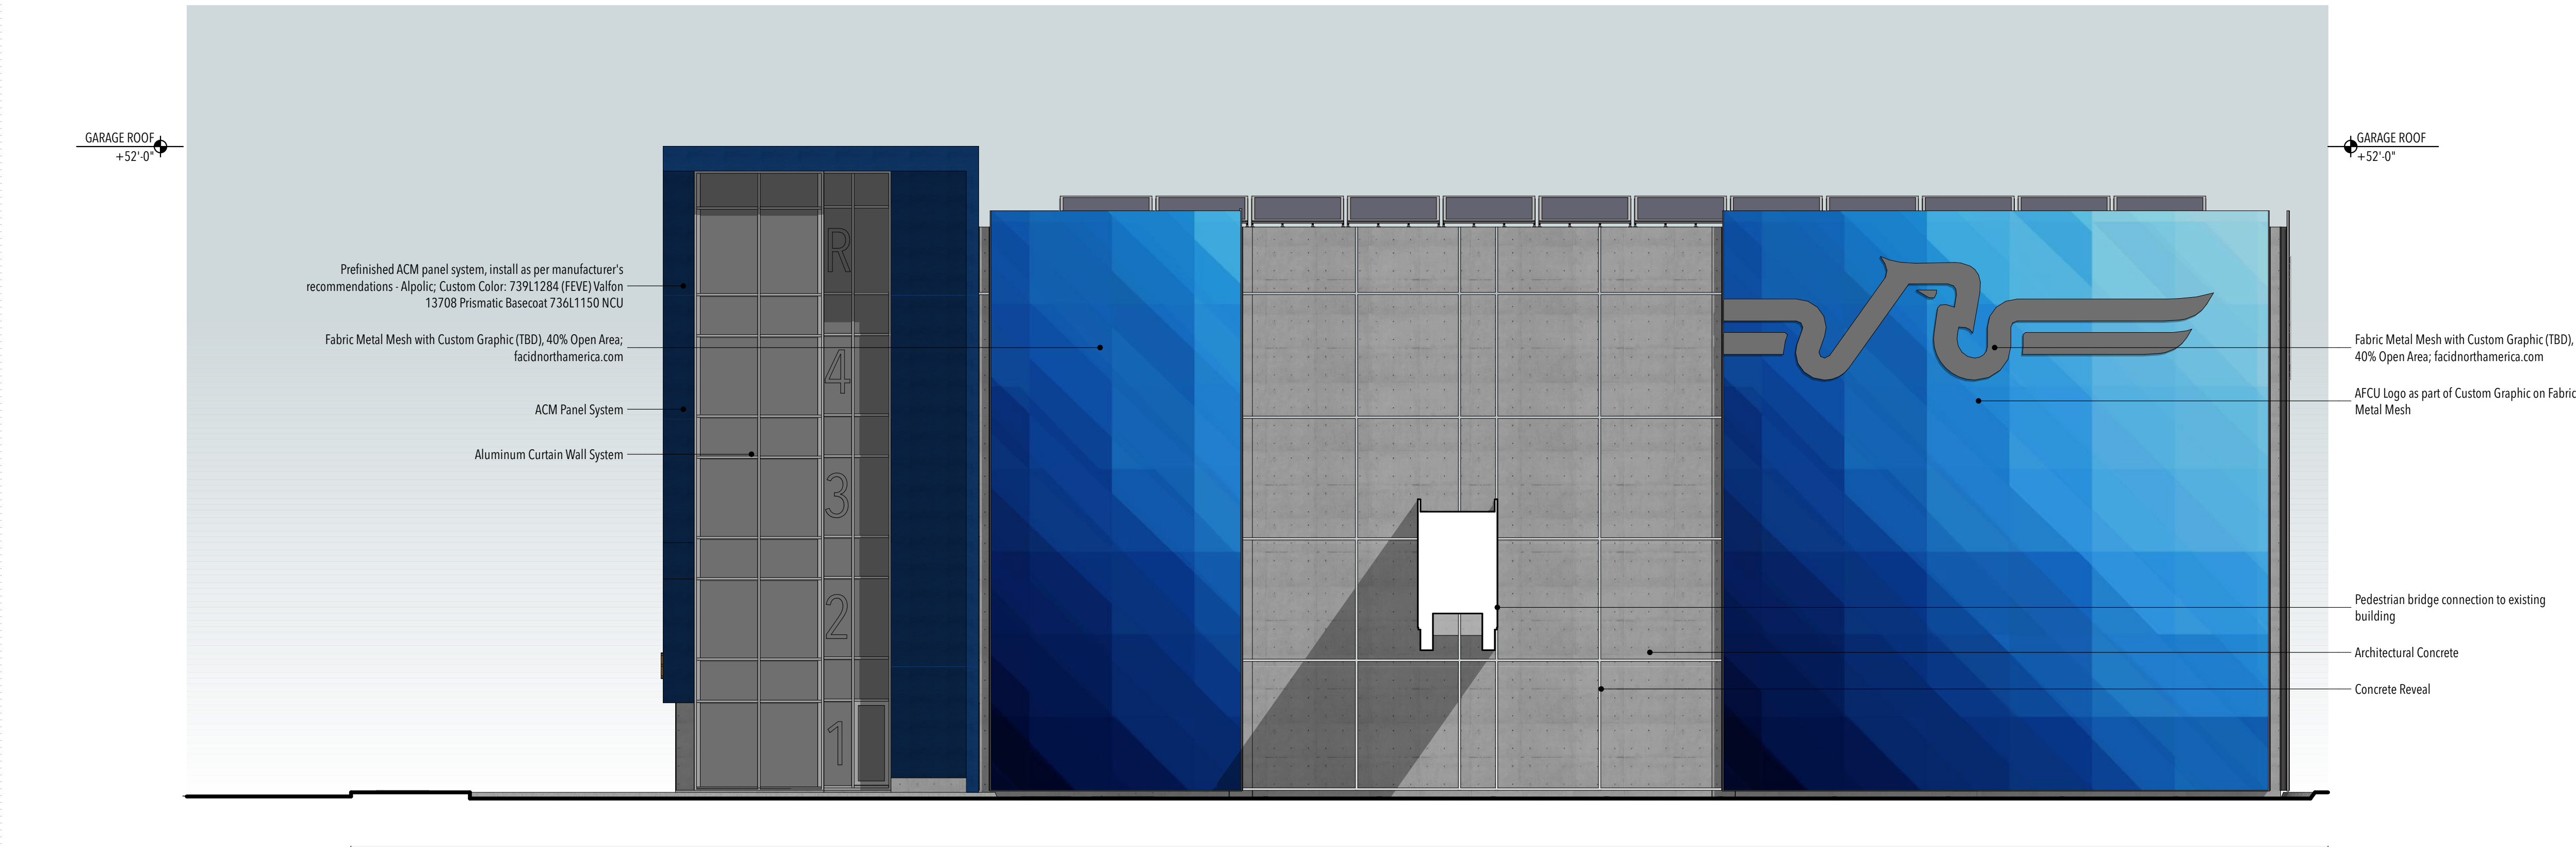 GARAGE ROOF
+52'-0"
GARAGE ROOF
+52'-0"
Prefinished ACM panel system, install as per manufacturer's
recommendations - Alpolic; Custom Color: 739L1284 (FEVE) Valfon
13708 Prismatic Basecoat 736L1150 NCU
Fabric Metal Mesh with Custom Graphic (TBD), 40% Open Area;
facidnorthamerica.com
ACM Panel System
Aluminum Curtain Wall System
R
4
3
2
1
Fabric Metal Mesh with Custom Graphic (TBD),
40% Open Area; facidnorthamerica.com
AFCU Logo as part of Custom Graphic on Fabric
Metal Mesh
Pedestrian bridge connection to existing
building
Architectural Concrete
Concrete Reveal